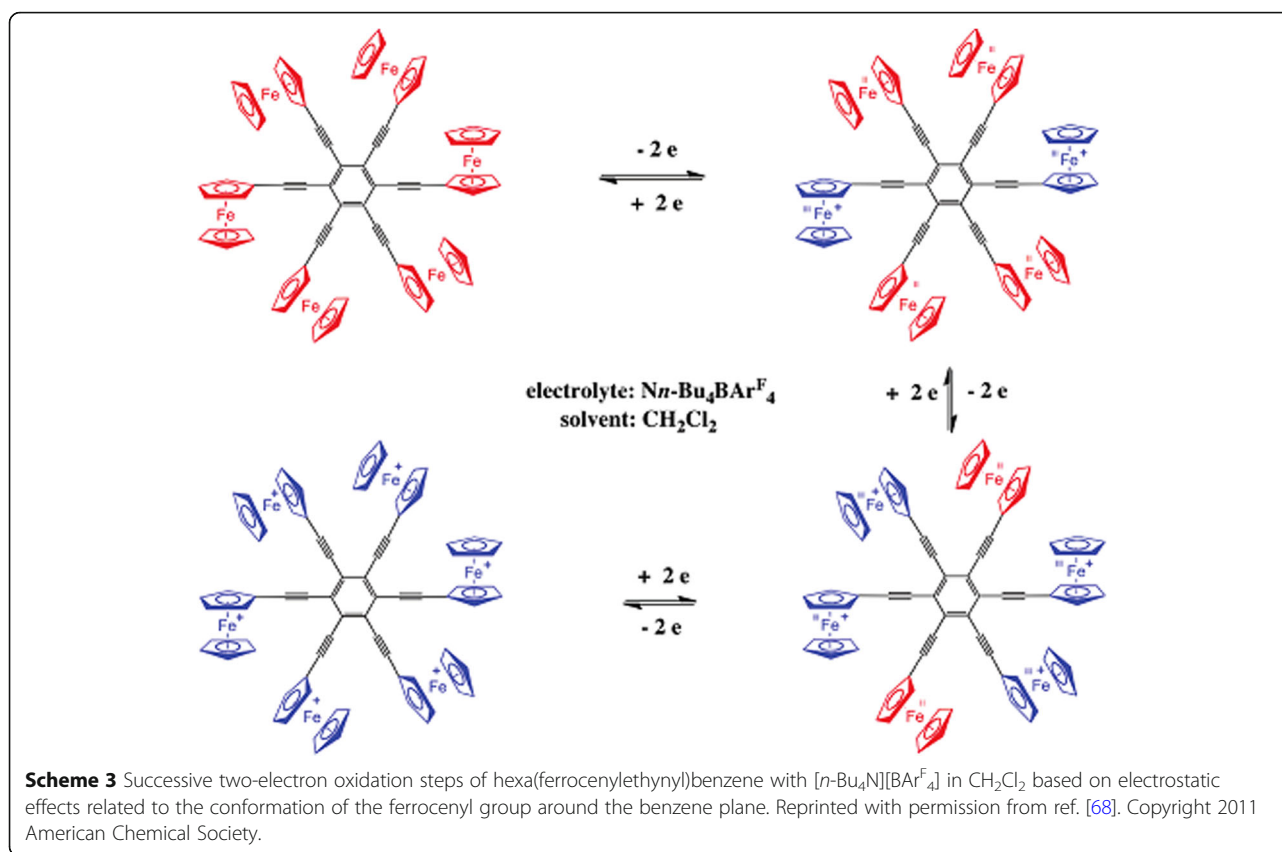 Fe Fe
Fe
Fe
Fe Fe
- 2 e
+ 2 e
II Fe Fe II
II Fe +
III Fe +
Fe II II Fe
electrolyte: Nn-Bu₄BArᶠ₄
solvent: CH₂Cl₂
+ 2 e - 2 e
Fe + Fe +
Fe +
Fe +
Fe + Fe +
+ 2 e
- 2 e
III Fe + Fe II
III Fe +
II Fe +
Fe II III Fe +
Scheme 3 Successive two-electron oxidation steps of hexa(ferrocenylethynyl)benzene with [n-Bu₄N][BArᶠ₄] in CH₂Cl₂ based on electrostatic
effects related to the conformation of the ferrocenyl group around the benzene plane. Reprinted with permission from ref. [68]. Copyright 2011
American Chemical Society.